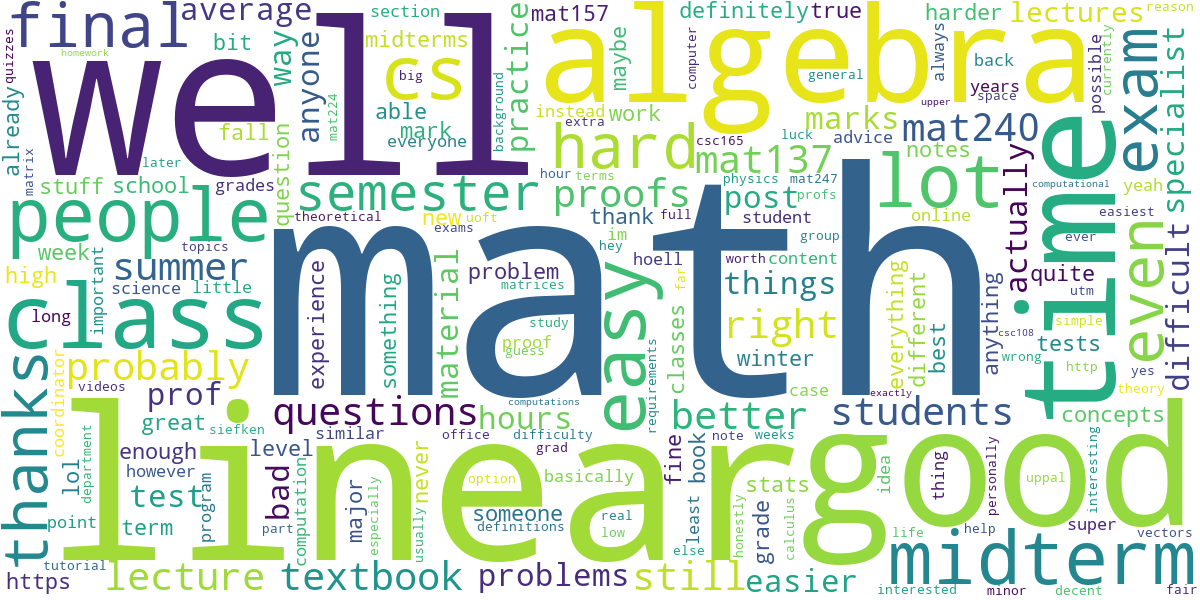 final
average
section
mat157
definitely
true
harder
lectures
reason
homework
bit
way
midterms
practice
maybe
computer
general
always
back
possible
currently
specialist
quizzes
well
cs
big
algebra
upper
years
space
exam
already
fall
anyone
mat224
able
mark
everyone
background
instead
extra
work
hard
luck
csc165
marks
advice
mat240
notes
actually
time
yeah
matrix
later
stuff
school
grades
question
semester
proofs
mat137
physics
mat247
terms
hour
post
profs
lot
computational
easiest
people
theoretical
new
uoft
thank
im
student
full
group
online
ever
week
topics
exams
hey
hoell
worth
content
quite
utm
high
science
little
summer
important
experience
something
material
problem
matrices
far
things
everything
different
best
anything
csc108
simple
even
difficult
long
class
study
proof
guess
easy
classes
requirements
right
winter
wrong
tests
math
case
yes
http
theory
thanks
coordinator
probably
videos
prof
computations
exactly
concepts
great
siefken
questions
hours
better
students
department
lol
enough
level
similar
office
difficulty
grad
note
weeks
idea
interesting
however
test
program
bad
computation
major
especially
usually
never
linear
option
basically
fine
book
least
stats
calculus
good
thing
personally
uppal
point
term
part
someone
definitions
real
low
else
honestly
grade
life
help
super
vectors
tutorial
https
lecture
textbook
problems
still
easier
interested
midterm
minor
decent
fair